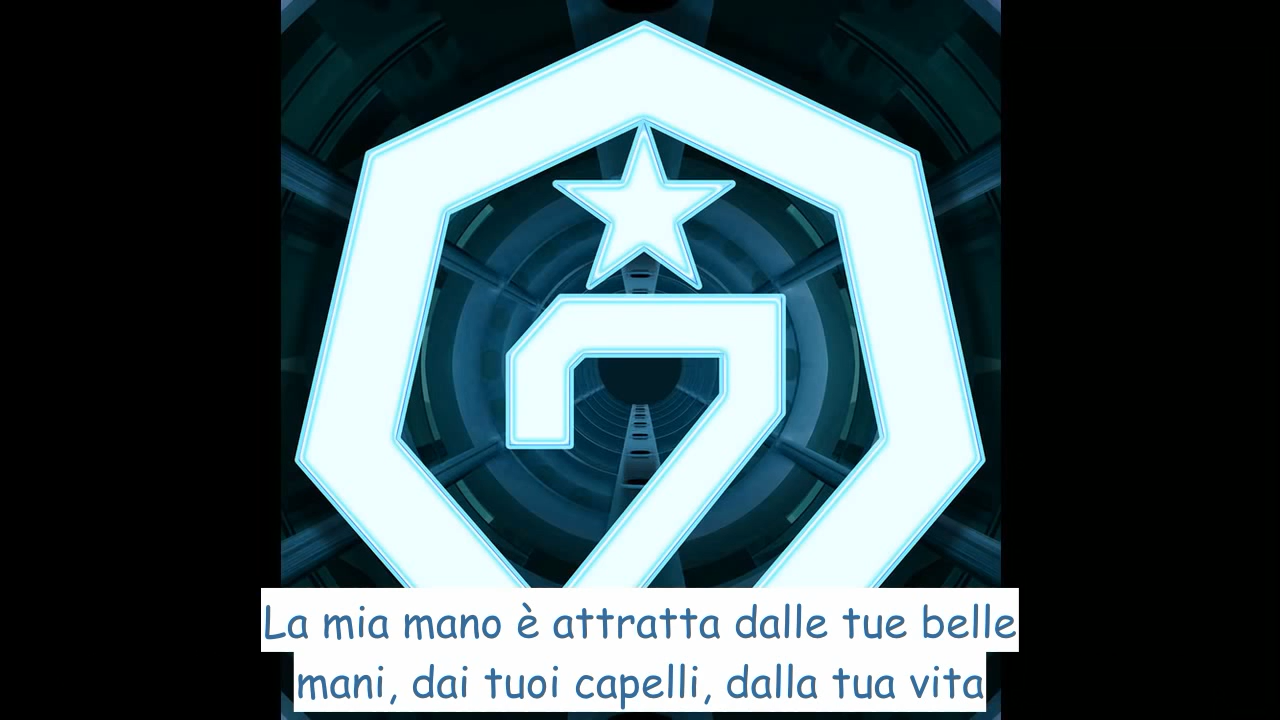 La mia mano è attratta dalle tue belle
mani, dai tuoi capelli, dalla tua vita